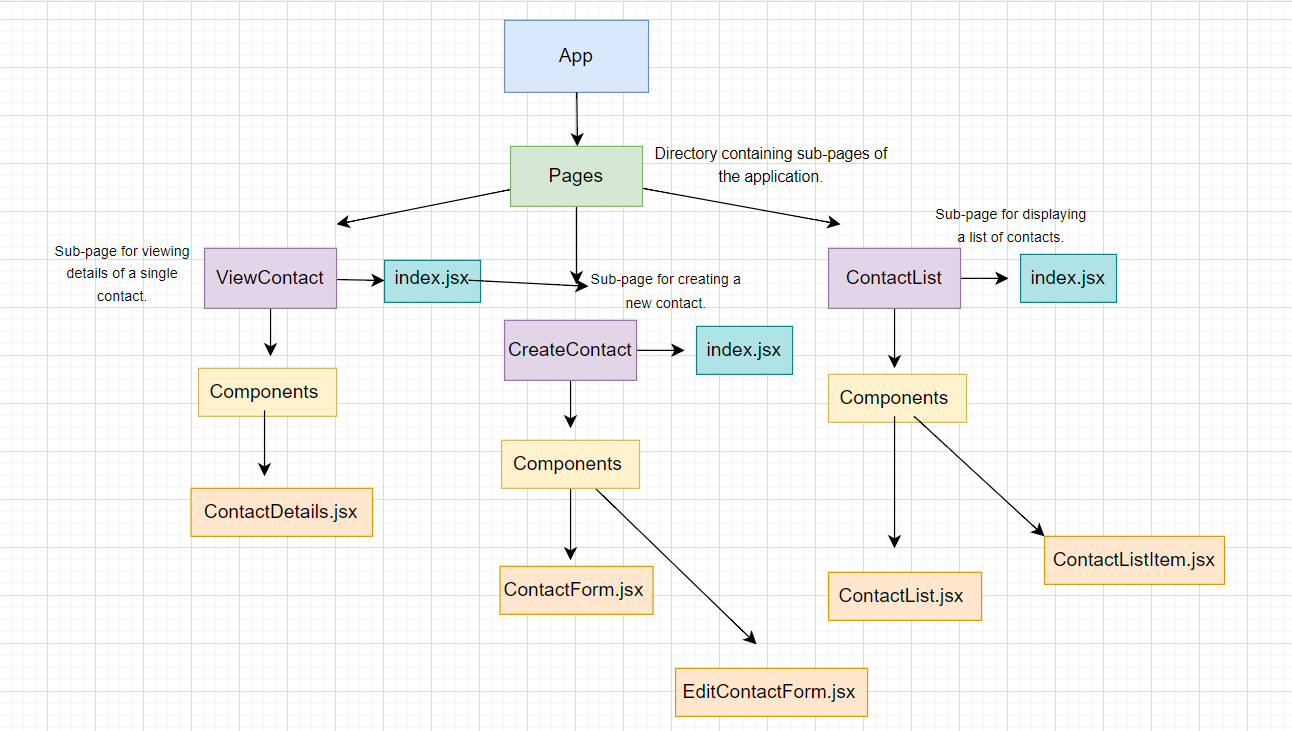 App
Pages
Directory containing sub-pages of
the application.
Sub-page for viewing
details of a single
contact.
ViewContact
index.jsx
Sub-page for creating a
new contact.
Sub-page for displaying
a list of contacts.
ContactList
index.jsx
CreateContact
index.jsx
Components
Components
Components
ContactDetails.jsx
ContactForm.jsx
ContactList.jsx
ContactListItem.jsx
EditContactForm.jsx